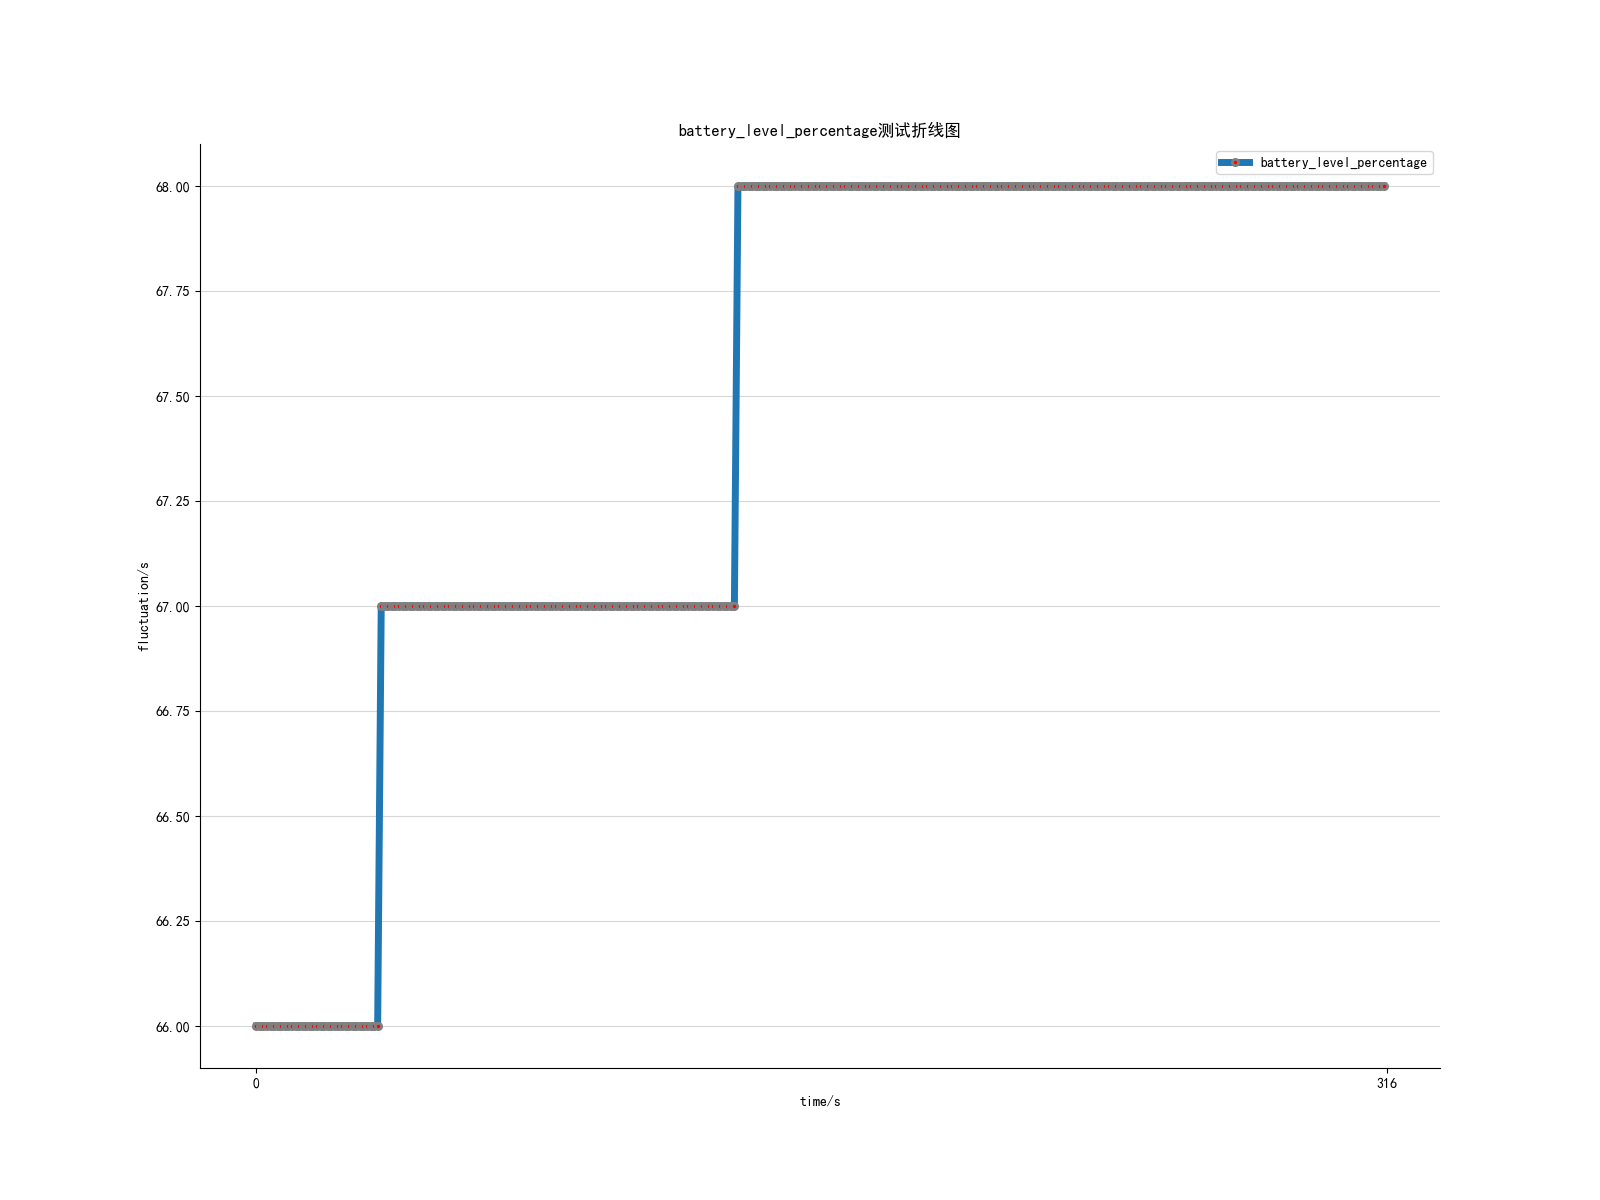 battery_level_percentage测试折线图
battery_level_percentage
68.00
67.75
67.50
67.25
67.00
66.75
66.50
66.25
66.00
fluctuation/s
0
316
time/s